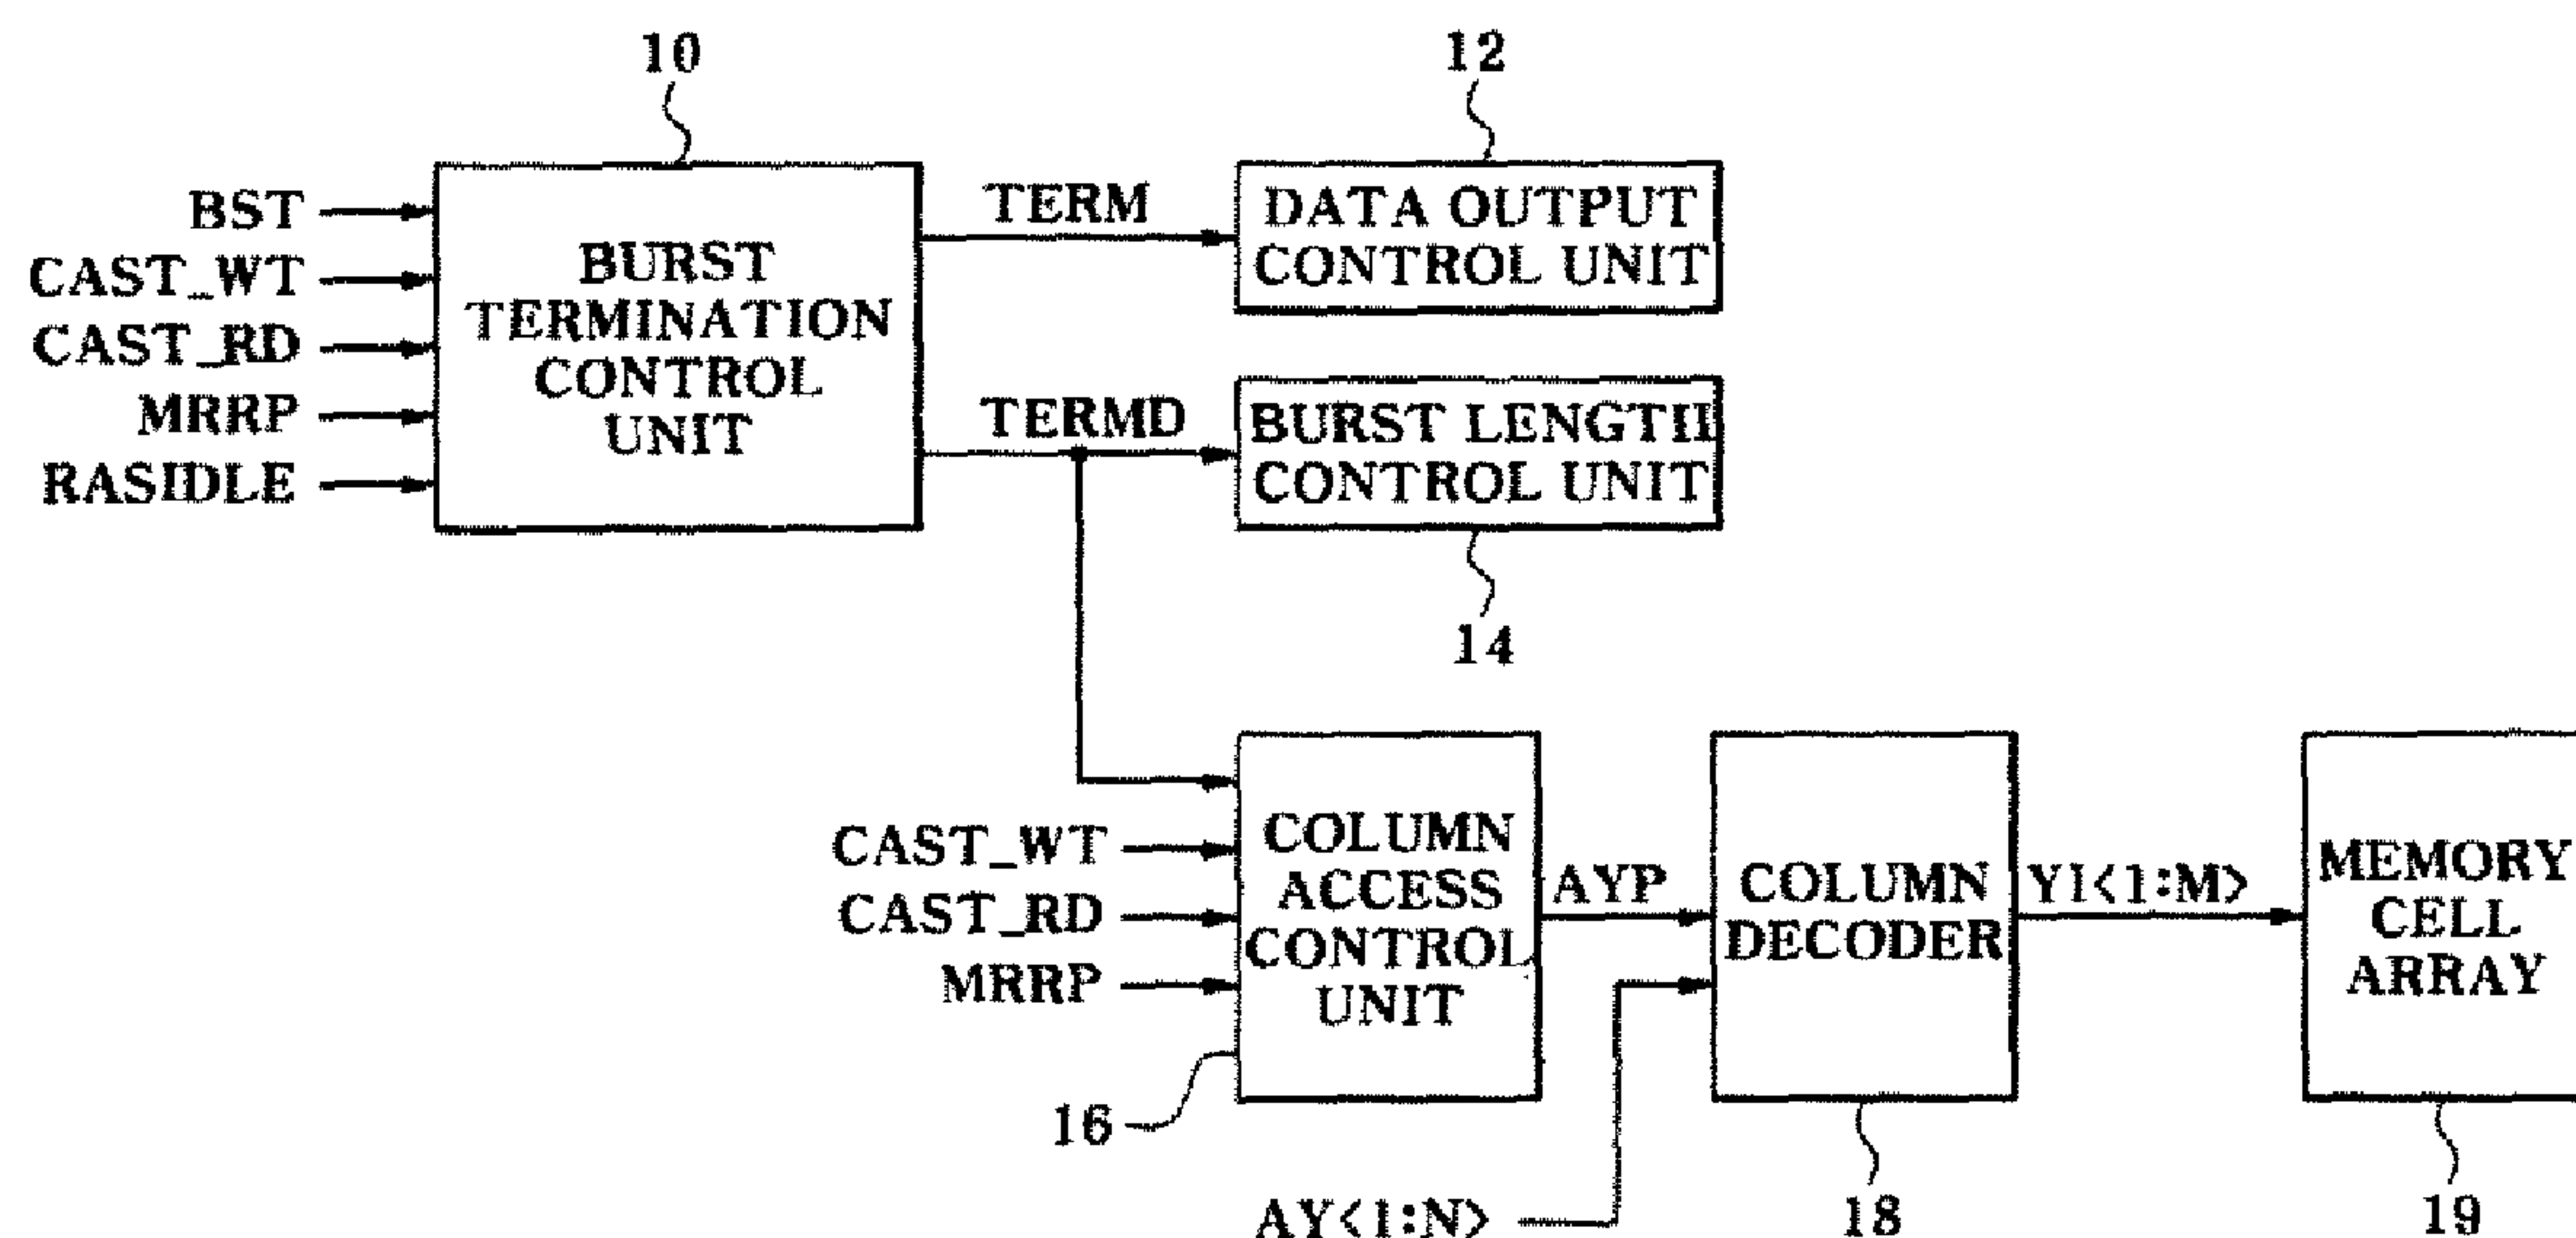 10
12
BST
CAST_WT
CAST_RD
MRRP
RASIDLE
BURST
TERMINATION
CONTROL
UNIT
TERM
DATA OUTPUT
CONTROL UNIT
TERMD
BURST LENGTH
CONTROL UNIT
14
CAST_WT
CAST_RD
MRRP
COLUMN
ACCESS
CONTROL
UNIT
AYP
COLUMN
DECODER
YI<1:M>
MEMORY
CELL
ARRAY
16
AY<1:N>
18
19